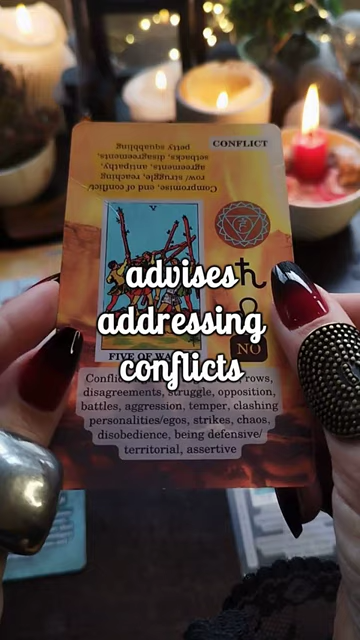 CONFLICT
Compromise, end of conflict/
row/ struggle, reaching
agreements, antipathy,
setbacks, disagreements,
petty squabbling
V
advises
addressing
conflicts
FIVE OF WA
NO
Conflic rows,
disagreements, struggle, opposition,
battles, aggression, temper, clashing
personalities/egos, strikes, chaos,
disobedience, being defensive/
territorial, assertive